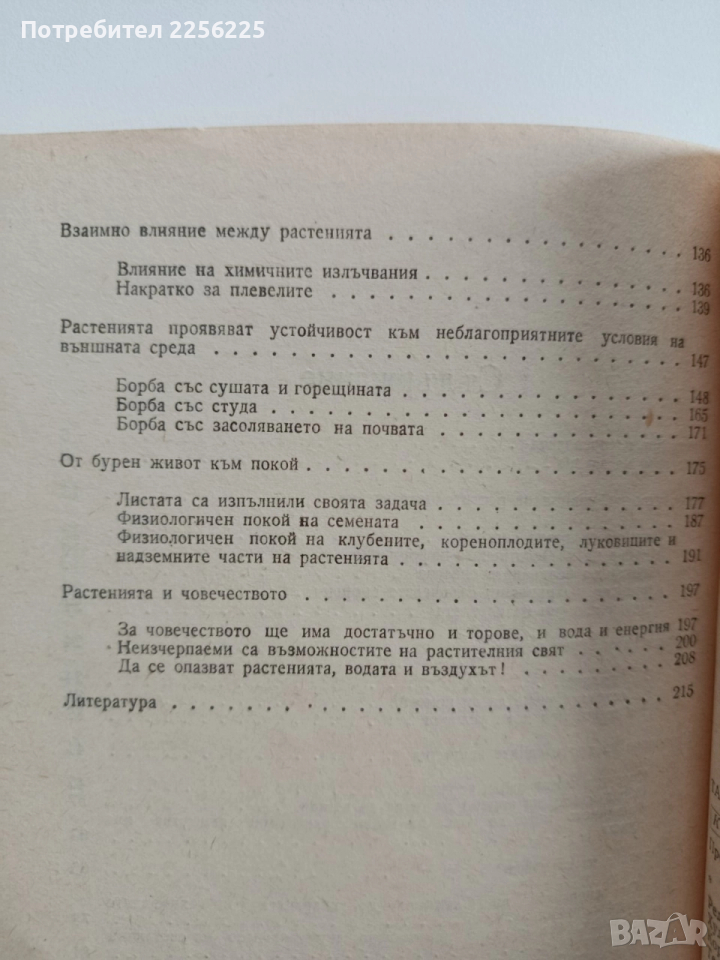 Потребител 2256225
Взаимно влияние между растенията . . . . . . . . . . . . . . . 136
Влияние на химичните излъчвания . . . . . . . . . . . . . 136
Накратко за плевелите . . . . . . . . . . . . . . . . . . 139
Растенията проявяват устойчивост към неблагоприятните условия на
външната среда . . . . . . . . . . . . . . . . . . . . . . . . 147
Борба със сушата и горещината . . . . . . . . . . . . . . 148
Борба със студа . . . . . . . . . . . . . . . . . . . . . 165
Борба със засоляването на почвата . . . . . . . . . . . . 171
От бурен живот към покой . . . . . . . . . . . . . . . . . . . 175
Листата са изпълнили своята задача . . . . . . . . . . . . 177
Физиологичен покой на семената . . . . . . . . . . . . . . 187
Физиологичен покой на клубените, кореноплодите, луковиците и
надземните части на растенията . . . . . . . . . . . . . . 191
Растенията и човечеството . . . . . . . . . . . . . . . . . . 197
За човечеството ще има достатъчно и торове, и вода и енергия 197
Неизчерпаеми са възможностите на растителния свят . . . . 200
Да се опазват растенията, водата и въздухът! . . . . . . . 208
Литература . . . . . . . . . . . . . . . . . . . . . . . . . . 215
BAZAR